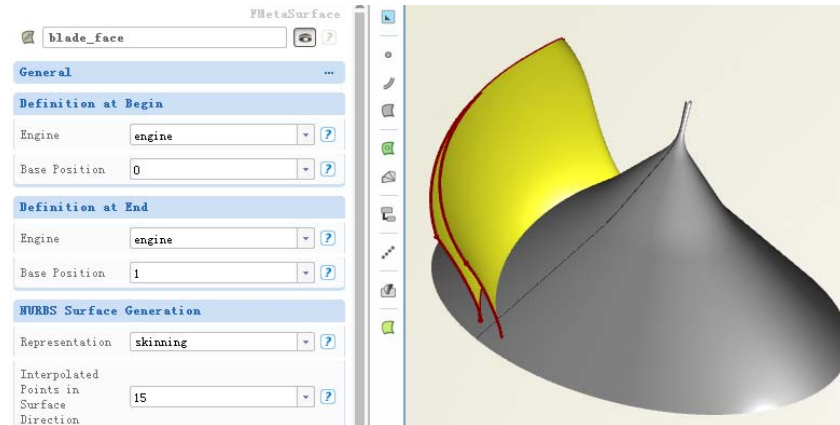 FMetaSurface
blade_face
?
General ...
Definition at Begin
Engine engine ?
Base Position 0 ?
Definition at End
Engine engine ?
Base Position 1 ?
NURBS Surface Generation
Representation skinning ?
Interpolated
Points in
Surface
Direction
15 ?